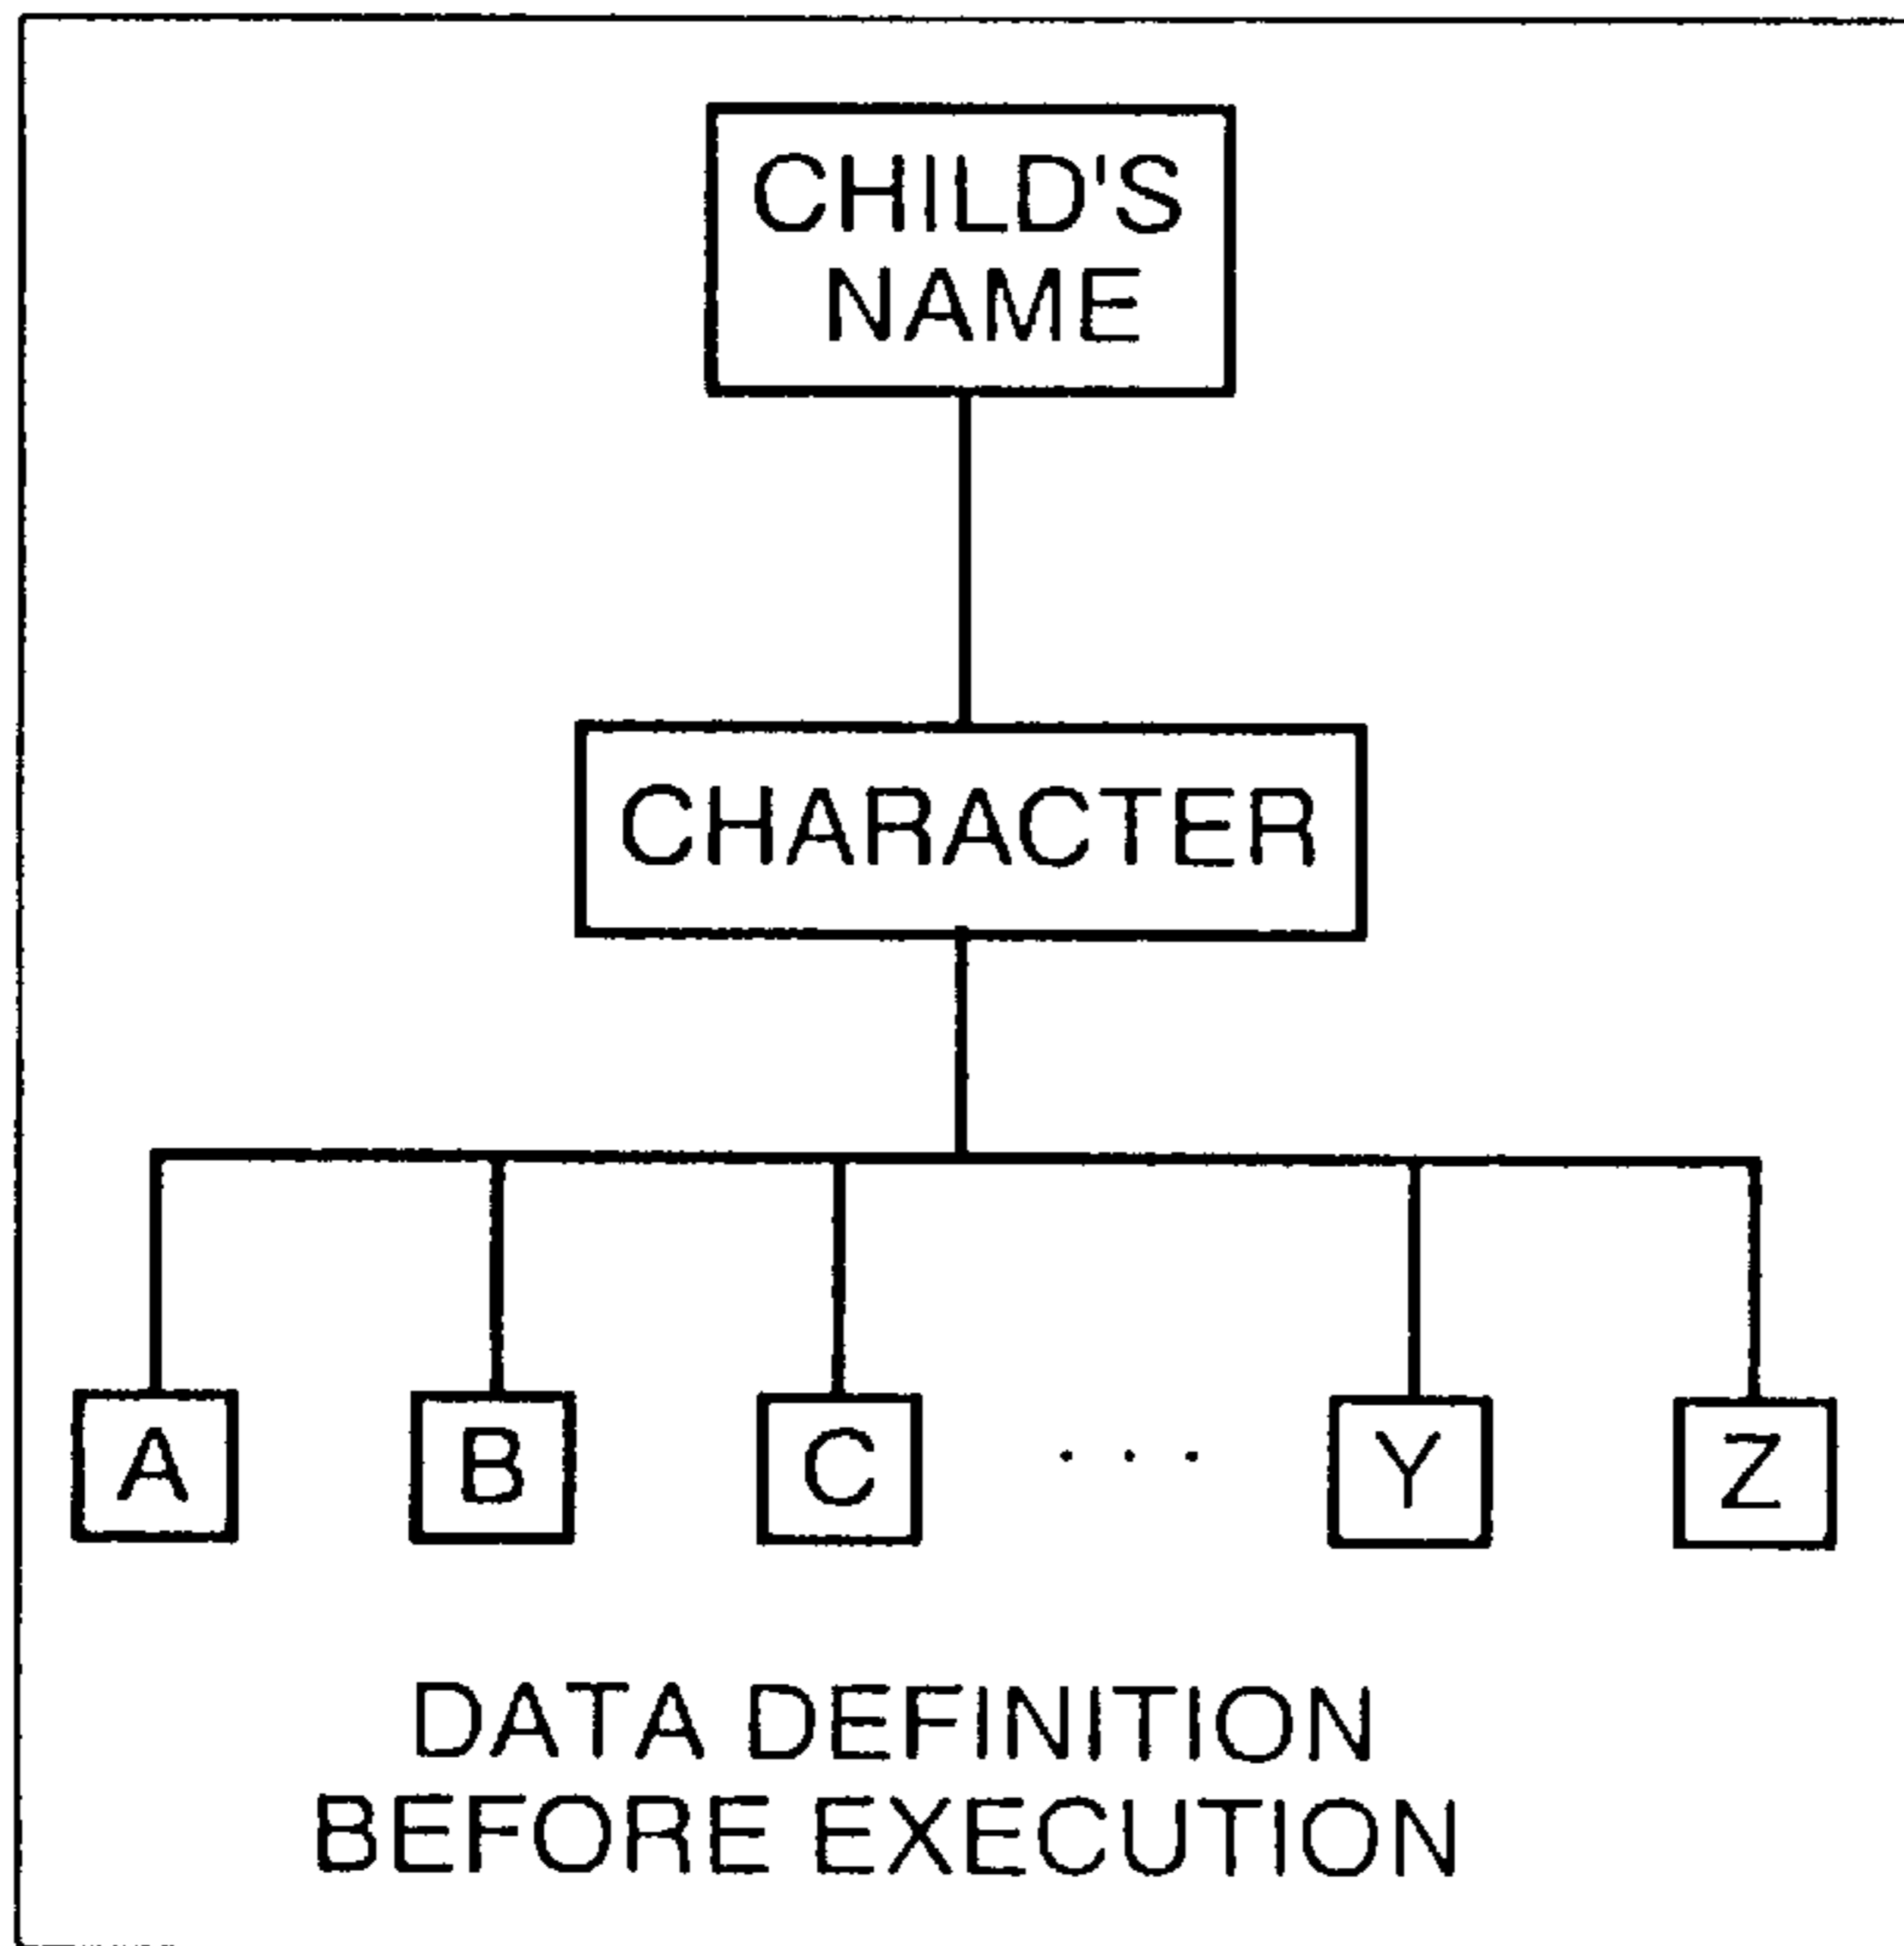 CHILD'S
NAME
CHARACTER
A B C . . . Y Z
DATA DEFINITION
BEFORE EXECUTION